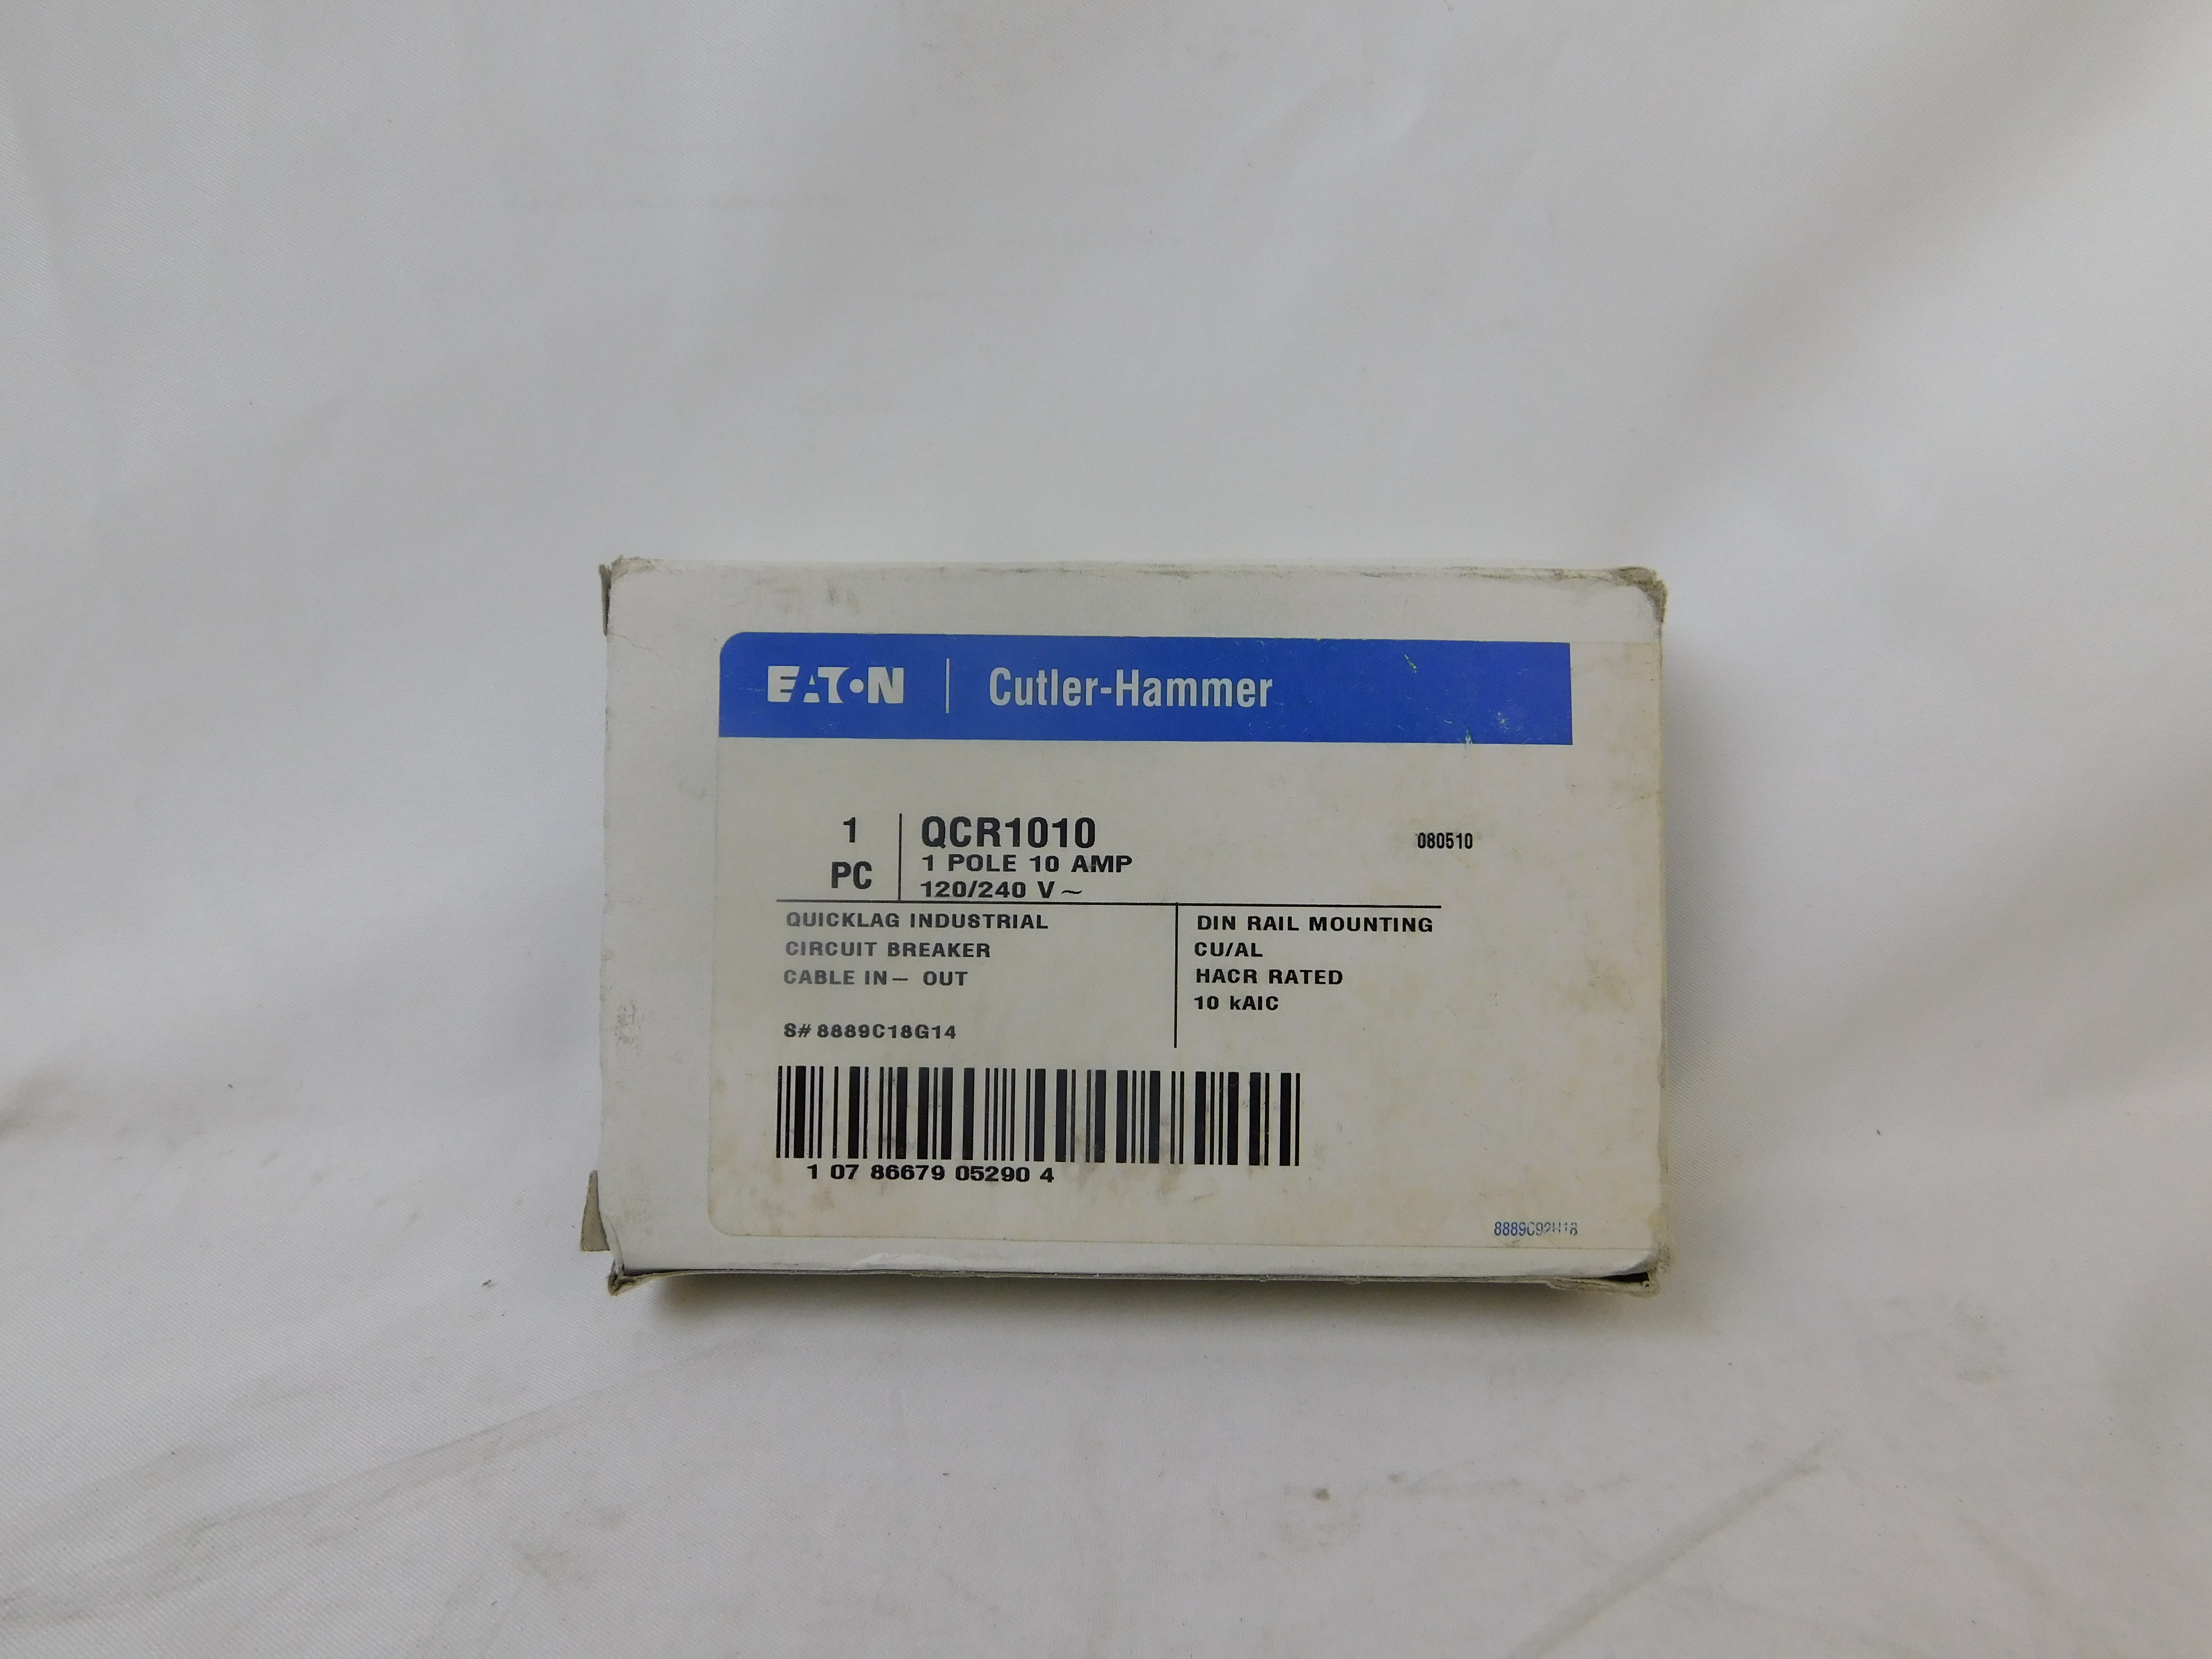 EATON | Cutler-Hammer
1 PC
QCR1010
1 POLE 10 AMP
120/240 V ~
080510
QUICKLAG INDUSTRIAL
CIRCUIT BREAKER
CABLE IN— OUT
S# 8889C18G14
DIN RAIL MOUNTING
CU/AL
HACR RATED
10 kAIC
1 07 86679 05290 4
8889C92H18